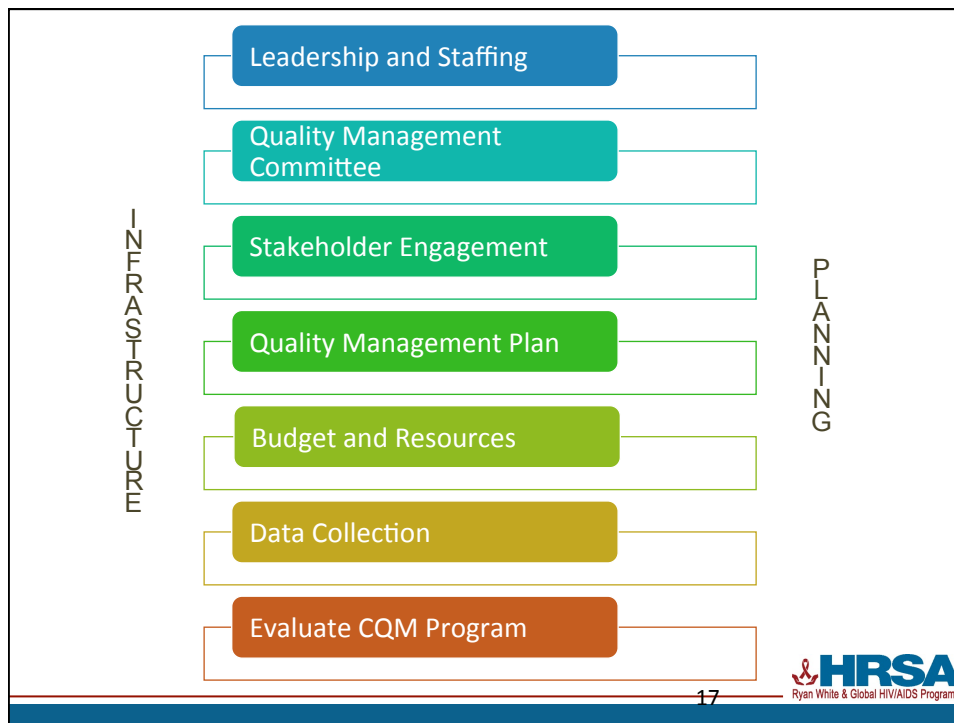 Leadership and Staffing
Quality Management
Committee
INFRASTRUCTURE
Stakeholder Engagement
PLANNING
Quality Management Plan
Budget and Resources
Data Collection
Evaluate CQM Program
HRSA
Ryan White & Global HIV/AIDS Program
17